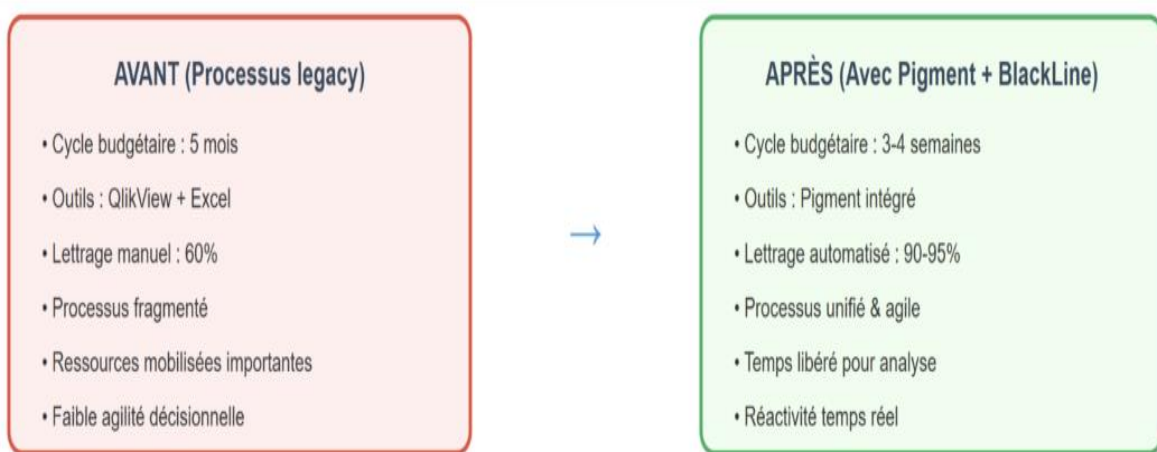 AVANT (Processus legacy)
• Cycle budgétaire : 5 mois
• Outils : QlikView + Excel
• Lettrage manuel : 60%
• Processus fragmenté
• Ressources mobilisées importantes
• Faible agilité décisionnelle
→
APRÈS (Avec Pigment + BlackLine)
• Cycle budgétaire : 3-4 semaines
• Outils : Pigment intégré
• Lettrage automatisé : 90-95%
• Processus unifié & agile
• Temps libéré pour analyse
• Réactivité temps réel